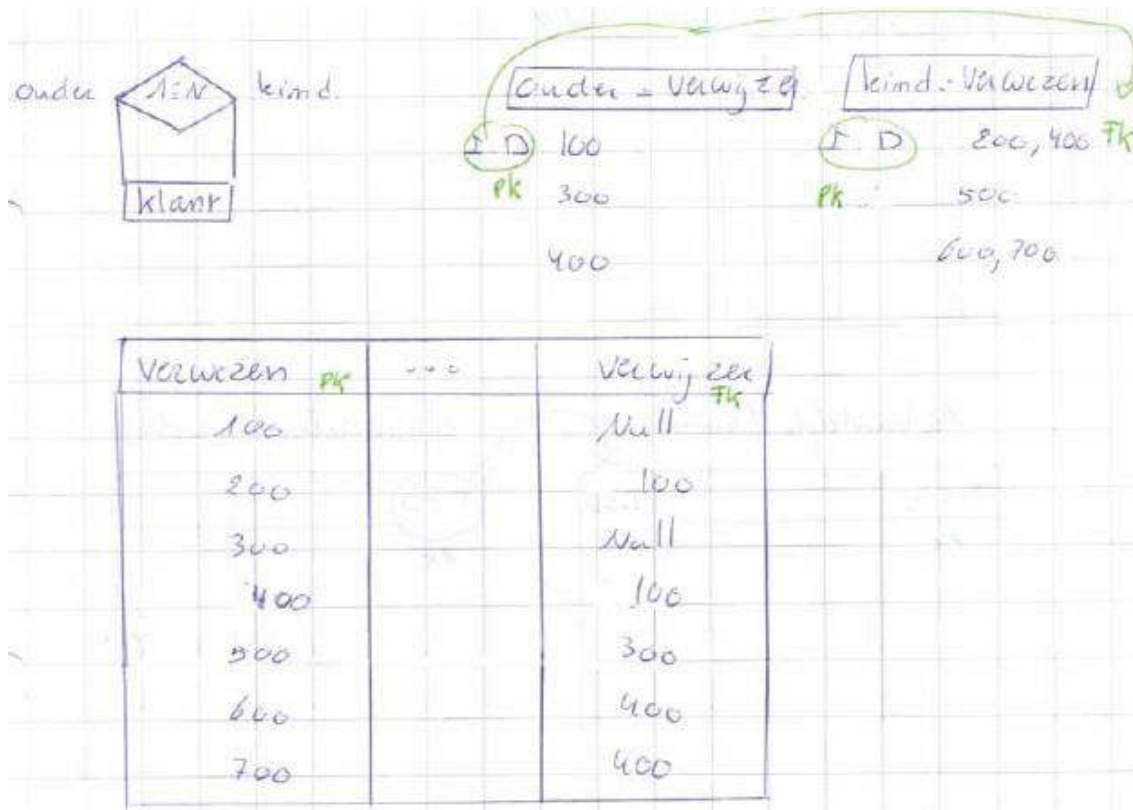 ouder 1:N kind.
klant
ouder - Verwijzer kind - Verwezen
I.D 100 I.D 200, 400 FK
PK 300 PK 500
400 600, 700
Verwezen PK ... Verwijzer FK
100 Null
200 100
300 Null
400 100
500 300
600 400
700 400